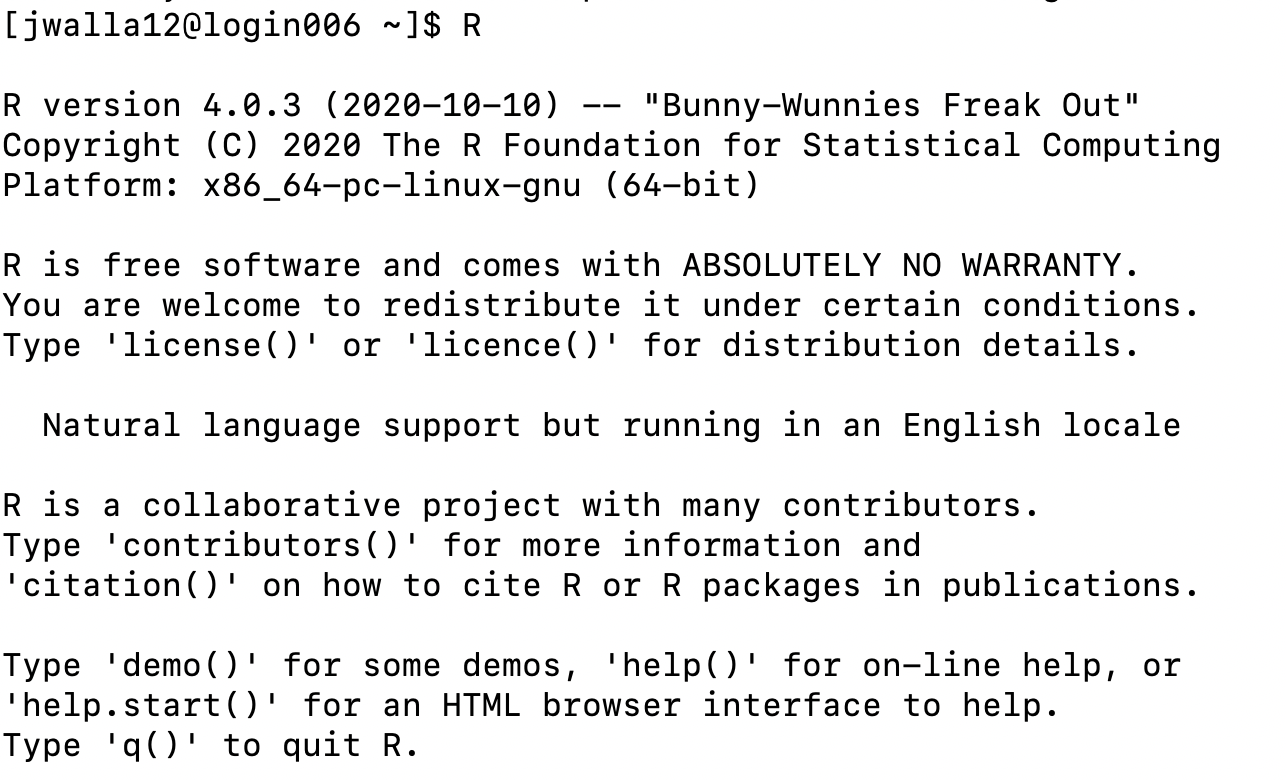 [jwalla12@login006 ~]$ R
R version 4.0.3 (2020-10-10) -- "Bunny-Wunnies Freak Out"
Copyright (C) 2020 The R Foundation for Statistical Computing
Platform: x86_64-pc-linux-gnu (64-bit)
R is free software and comes with ABSOLUTELY NO WARRANTY.
You are welcome to redistribute it under certain conditions.
Type 'license()' or 'licence()' for distribution details.
Natural language support but running in an English locale
R is a collaborative project with many contributors.
Type 'contributors()' for more information and
'citation()' on how to cite R or R packages in publications.
Type 'demo()' for some demos, 'help()' for on-line help, or
'help.start()' for an HTML browser interface to help.
Type 'q()' to quit R.